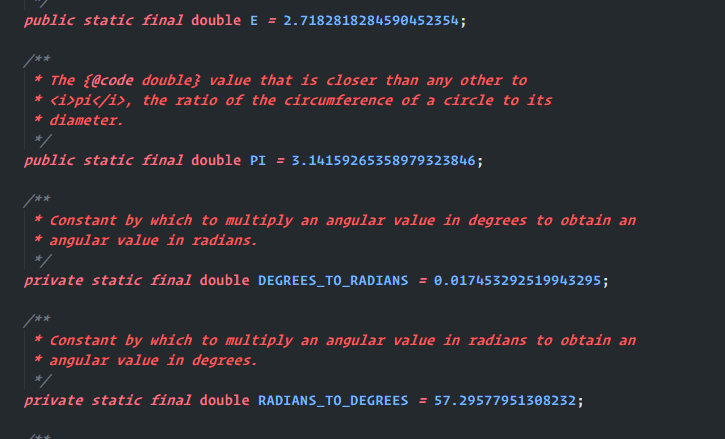 */
public static final double E = 2.7182818284590452354;
/**
* The {@code double} value that is closer than any other to
* <i>pi</i>, the ratio of the circumference of a circle to its
* diameter.
*/
public static final double PI = 3.14159265358979323846;
/**
* Constant by which to multiply an angular value in degrees to obtain an
* angular value in radians.
*/
private static final double DEGREES_TO_RADIANS = 0.017453292519943295;
/**
* Constant by which to multiply an angular value in radians to obtain an
* angular value in degrees.
*/
private static final double RADIANS_TO_DEGREES = 57.29577951308232;
/**